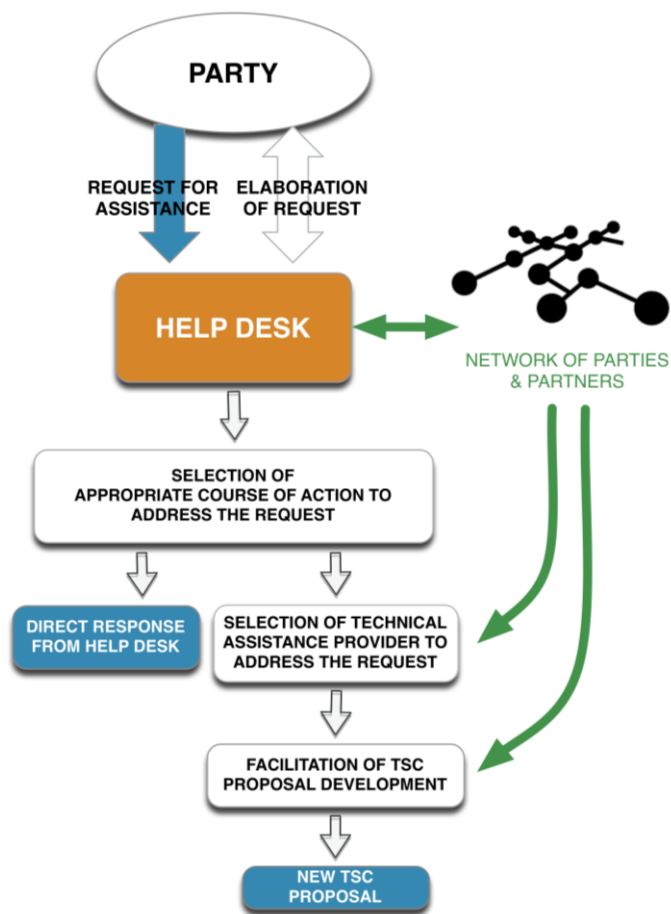 PARTY
REQUEST FOR
ASSISTANCE
ELABORATION
OF REQUEST
HELP DESK
NETWORK OF PARTIES
& PARTNERS
SELECTION OF
APPROPRIATE COURSE OF ACTION TO
ADDRESS THE REQUEST
DIRECT RESPONSE
FROM HELP DESK
SELECTION OF TECHNICAL
ASSISTANCE PROVIDER TO
ADDRESS THE REQUEST
FACILITATION OF TSC
PROPOSAL DEVELOPMENT
NEW TSC
PROPOSAL